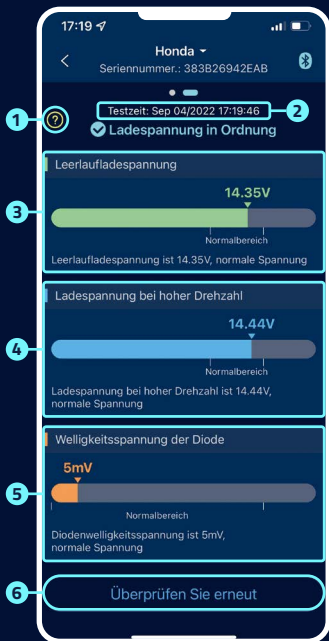 17:19
Honda
Seriennummer.: 383B26942EAB
1
Testzeit: Sep 04/2022 17:19:46
2
Ladespannung in Ordnung
3
Leerlaufladespannung
14.35V
Normalbereich
Leerlaufladespannung ist 14.35V, normale Spannung
4
Ladespannung bei hoher Drehzahl
14.44V
Normalbereich
Ladespannung bei hoher Drehzahl ist 14.44V,
normale Spannung
5
Welligkeitsspannung der Diode
5mV
Normalbereich
Diodenwelligkeitsspannung ist 5mV,
normale Spannung
6
Überprüfen Sie erneut